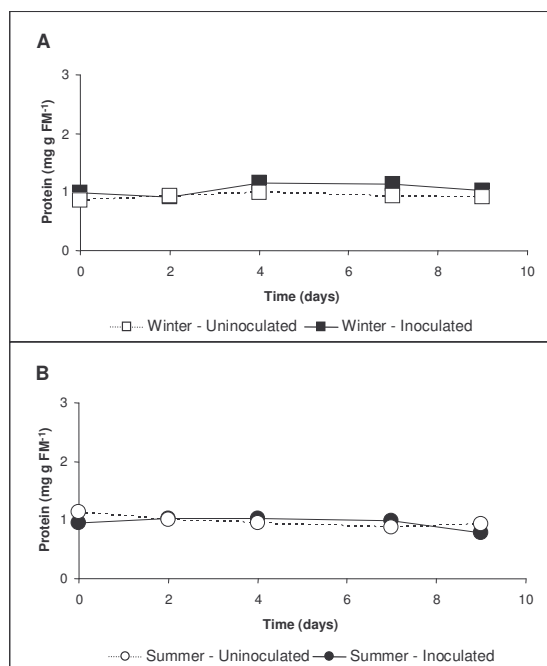 A
3
2
1
0
Protein (mg g FM⁻¹)
0 2 4 6 8 10
Time (days)
Winter - Uninoculated Winter - Inoculated
B
3
2
1
0
Protein (mg g FM⁻¹)
0 2 4 6 8 10
Time (days)
Summer - Uninoculated Summer - Inoculated